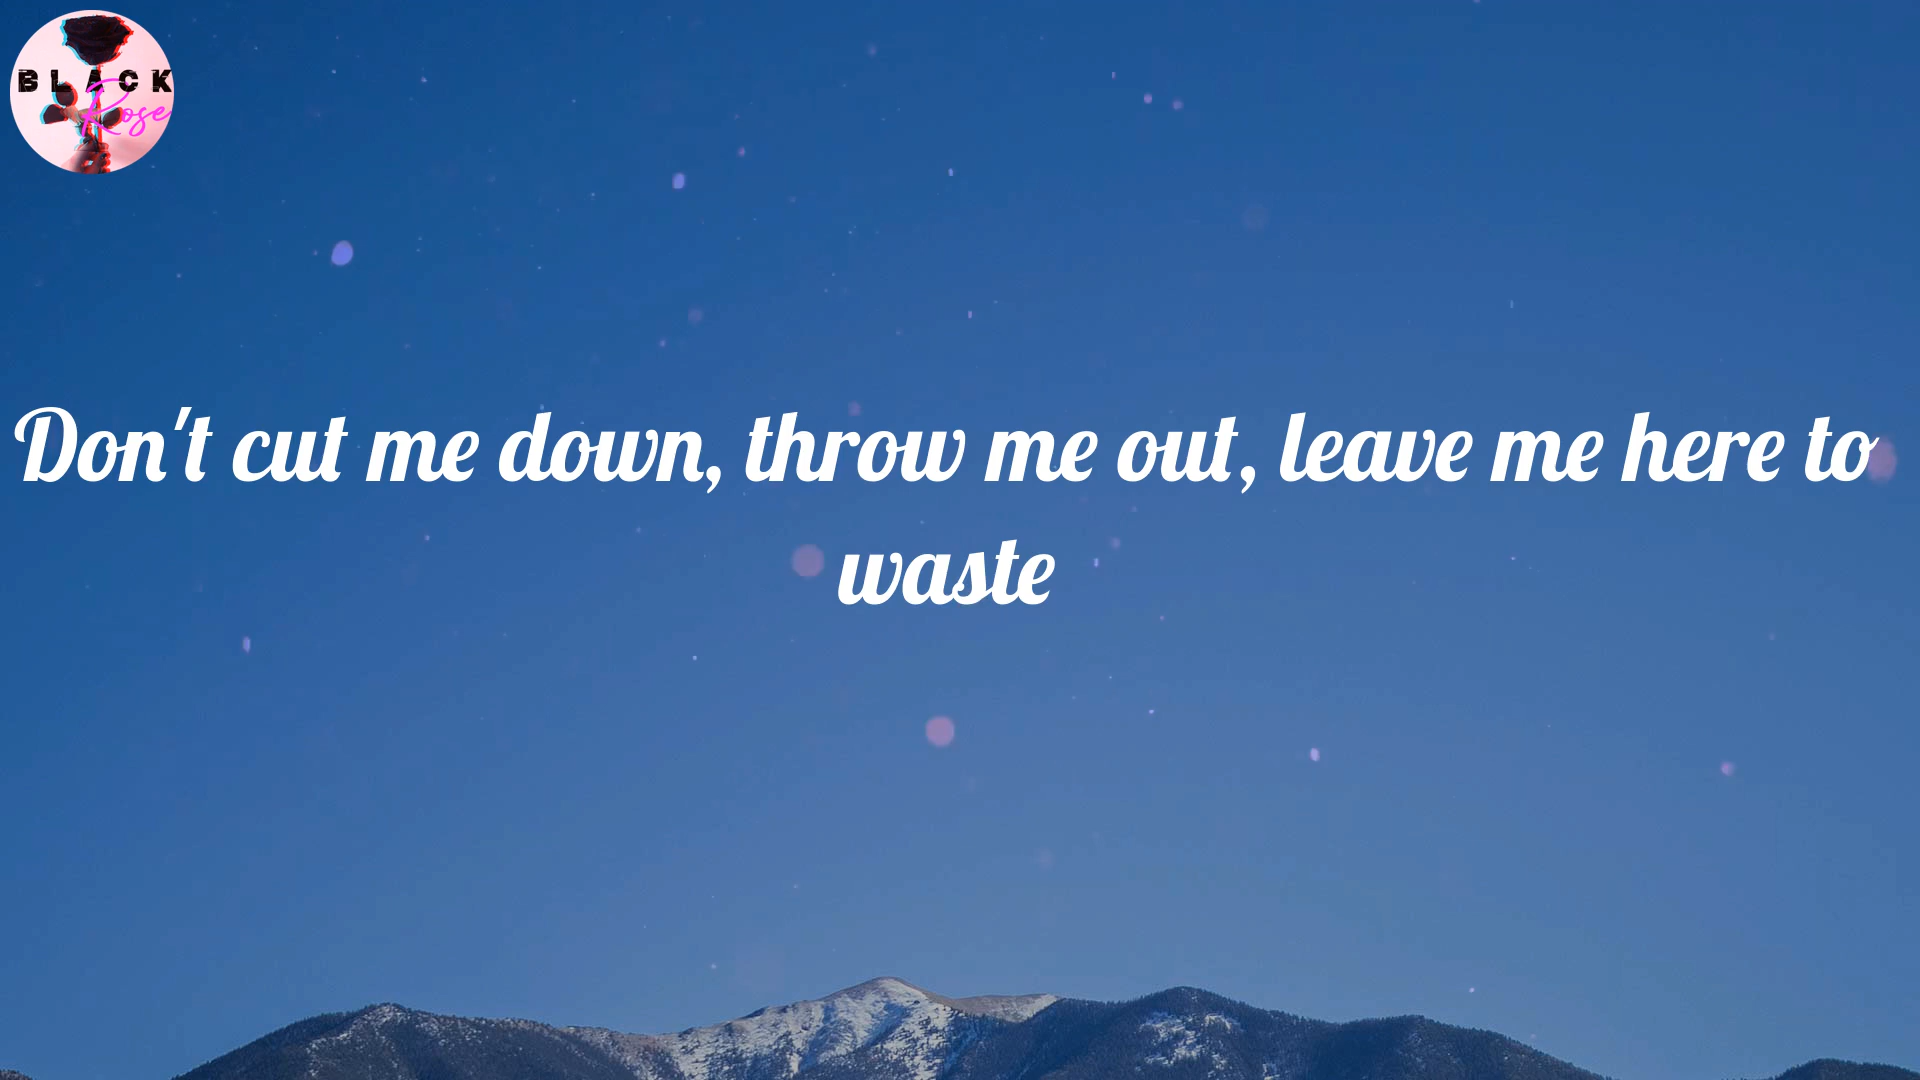 BLACK
Rose
Don't cut me down, throw me out, leave me here to
waste